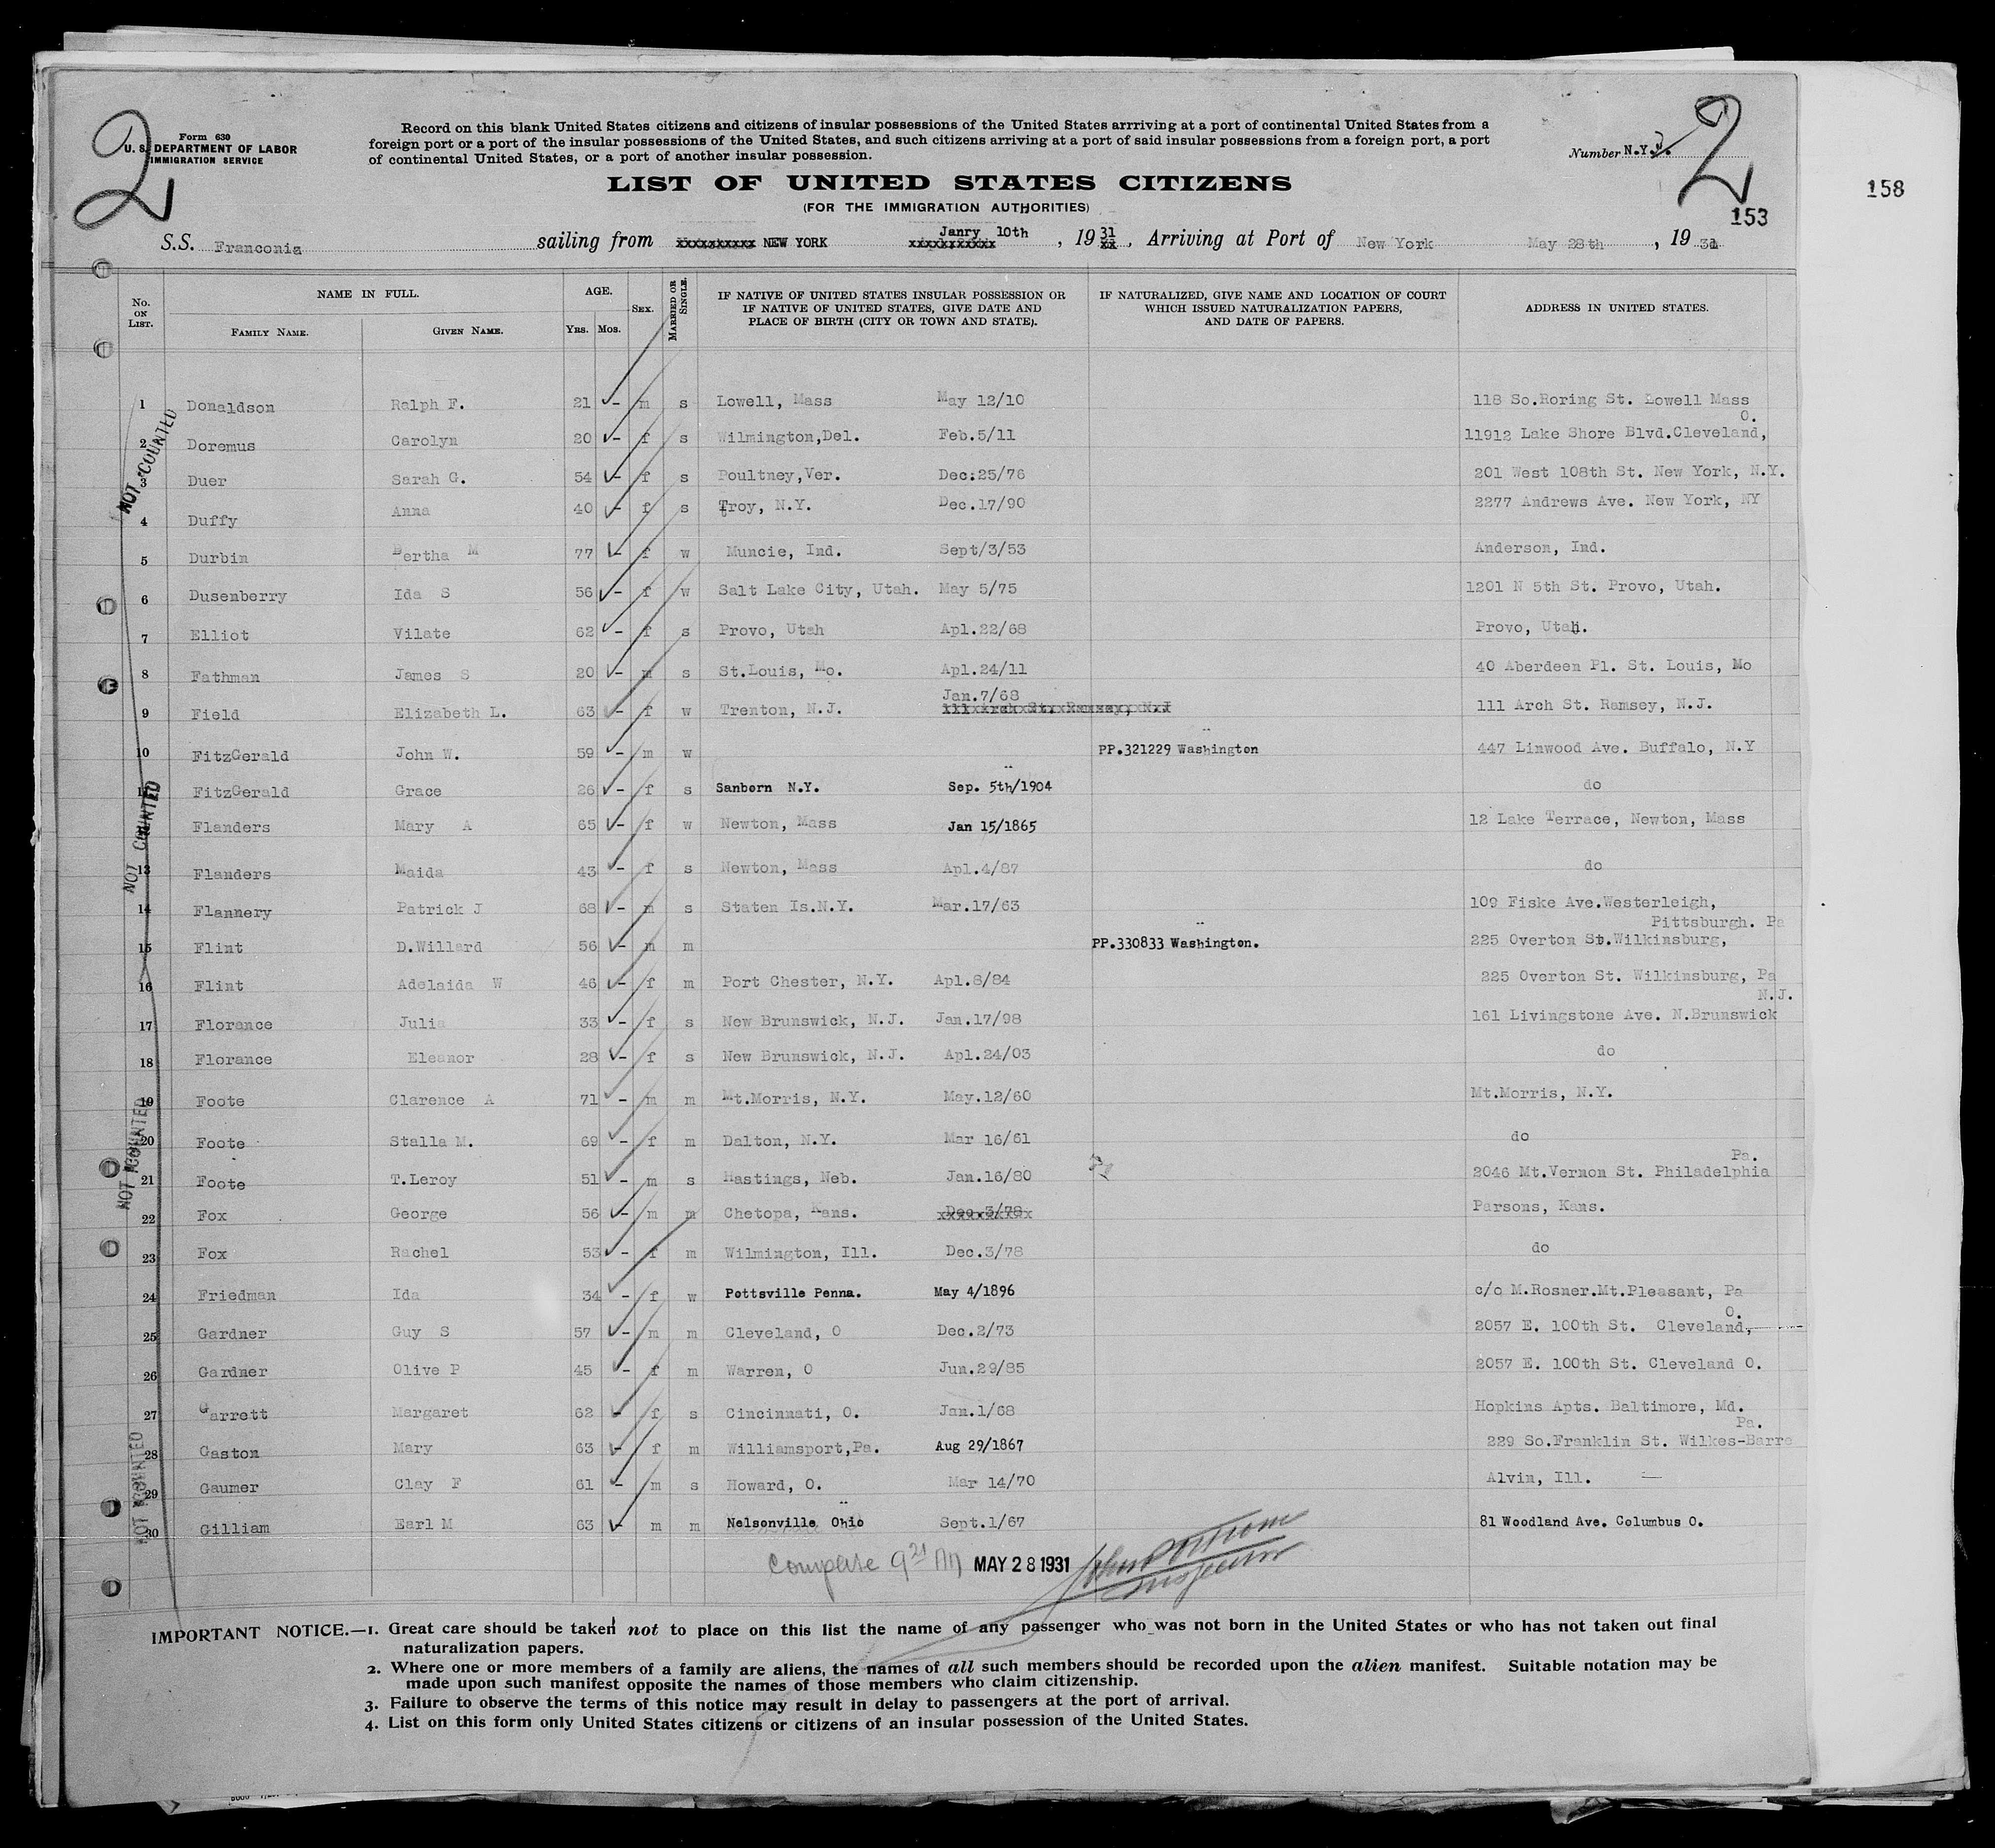 2
2
Form 630
U. S. DEPARTMENT OF LABOR
IMMIGRATION SERVICE
Record on this blank United States citizens and citizens of insular possessions of the United States arrriving at a port of continental United States from a
foreign port or a port of the insular possessions of the United States, and such citizens arriving at a port of said insular possessions from a foreign port, a port
of continental United States, or a port of another insular possession.
Number N.Y.
158
LIST OF UNITED STATES CITIZENS
(FOR THE IMMIGRATION AUTHORITIES)
153
S.S. Franconia sailing from xxxxxxxxxx NEW YORK Janry 10th, 19 31, Arriving at Port of New York May 28th, 19 31
No. ON LIST. NAME IN FULL. AGE. SEX. MARRIED OR SINGLE. IF NATIVE OF UNITED STATES INSULAR POSSESSION OR IF NATIVE OF UNITED STATES, GIVE DATE AND PLACE OF BIRTH (CITY OR TOWN AND STATE). IF NATURALIZED, GIVE NAME AND LOCATION OF COURT WHICH ISSUED NATURALIZATION PAPERS, AND DATE OF PAPERS. ADDRESS IN UNITED STATES.
FAMILY NAME. GIVEN NAME. YRS. MOS.
1 Donaldson Ralph F. 21 - m s Lowell, Mass May 12/10 118 So.Roring St. Lowell Mass
2 Doremus Carolyn 20 - f s Wilmington,Del. Feb.5/11 11912 Lake Shore Blvd.Cleveland, O.
3 Duer Sarah G. 54 - f s Poultney,Ver. Dec:25/76 201 West 108th St. New York, N.Y.
4 Duffy Anna 40 - f s Troy, N.Y. Dec.17/90 2277 Andrews Ave. New York, NY
5 Durbin Bertha M 77 - f w Muncie, Ind. Sept/3/53 Anderson, Ind.
6 Dusenberry Ida S 56 - f w Salt Lake City, Utah. May 5/75 1201 N 5th St. Provo, Utah.
7 Elliot Vilate 62 - f s Provo, Utah Apl.22/68 Provo, Utah.
8 Fathman James S 20 - m s St.Louis, Mo. Apl.24/11 40 Aberdeen Pl. St. Louis, Mo
9 Field Elizabeth L. 63 - f w Trenton, N.J. Jan.7/68 111 Arch St. Ramsey, N.J.
10 FitzGerald John W. 59 - m w PP.321229 Washington 447 Linwood Ave. Buffalo, N.Y
11 FitzGerald Grace 26 - f s Sanborn N.Y. Sep. 5th/1904 do
Flanders Mary A 65 - f w Newton, Mass Jan 15/1865 12 Lake Terrace, Newton, Mass
13 Flanders Maida 43 - f s Newton, Mass Apl.4/87 do
14 Flannery Patrick J 68 - m s Staten Is.N.Y. Mar.17/63 109 Fiske Ave.Westerleigh,
15 Flint D.Willard 56 - m m PP.330833 Washington. 225 Overton St.Wilkinsburg, Pittsburgh. Pa
16 Flint Adelaida W 46 - f m Port Chester, N.Y. Apl.8/84 225 Overton St. Wilkinsburg, Pa
17 Florance Julia 33 - f s New Brunswick, N.J. Jan.17/98 161 Livingstone Ave. N.Brunswick N.J.
18 Florance Eleanor 28 - f s New Brunswick, N.J. Apl.24/03 do
19 Foote Clarence A 71 - m m Mt.Morris, N.Y. May.12/60 Mt.Morris, N.Y.
20 Foote Stalla M. 69 - f m Dalton, N.Y. Mar 16/61 do
21 Foote T.Leroy 51 - m s Hastings, Neb. Jan.16/80 2046 Mt.Vernon St. Philadelphia Pa.
22 Fox George 56 - m m Chetopa, Kans. Dec.3/78 Parsons, Kans.
23 Fox Rachel 53 - f m Wilmington, Ill. Dec.3/78 do
24 Friedman Ida 34 - f w Pottsville Penna. May 4/1896 c/o M.Rosner.Mt.Pleasant, Pa
25 Gardner Guy S 57 - m m Cleveland, O Dec.2/73 2057 E. 100th St. Cleveland, O.
26 Gardner Olive P 45 - f m Warren, O Jun.29/85 2057 E. 100th St. Cleveland O.
27 Garrett Margaret 62 - f s Cincinnati, O. Jan.1/68 Hopkins Apts. Baltimore, Md.
28 Gaston Mary 63 - f m Williamsport,Pa. Aug 29/1867 229 So.Franklin St. Wilkes-Barre Pa.
29 Gaumer Clay F 61 - m s Howard, O. Mar 14/70 Alvin, Ill.
30 Gilliam Earl M 63 - m m Nelsonville Ohio Sept.1/67 81 Woodland Ave. Columbus O.
NOT COUNTED
NOT COUNTED
NOT COUNTED
NOT COUNTED
Complete 9 21 AM MAY 28 1931
Inspector
IMPORTANT NOTICE.—1. Great care should be taken not to place on this list the name of any passenger who was not born in the United States or who has not taken out final
naturalization papers.
2. Where one or more members of a family are aliens, the names of all such members should be recorded upon the alien manifest. Suitable notation may be
made upon such manifest opposite the names of those members who claim citizenship.
3. Failure to observe the terms of this notice may result in delay to passengers at the port of arrival.
4. List on this form only United States citizens or citizens of an insular possession of the United States.